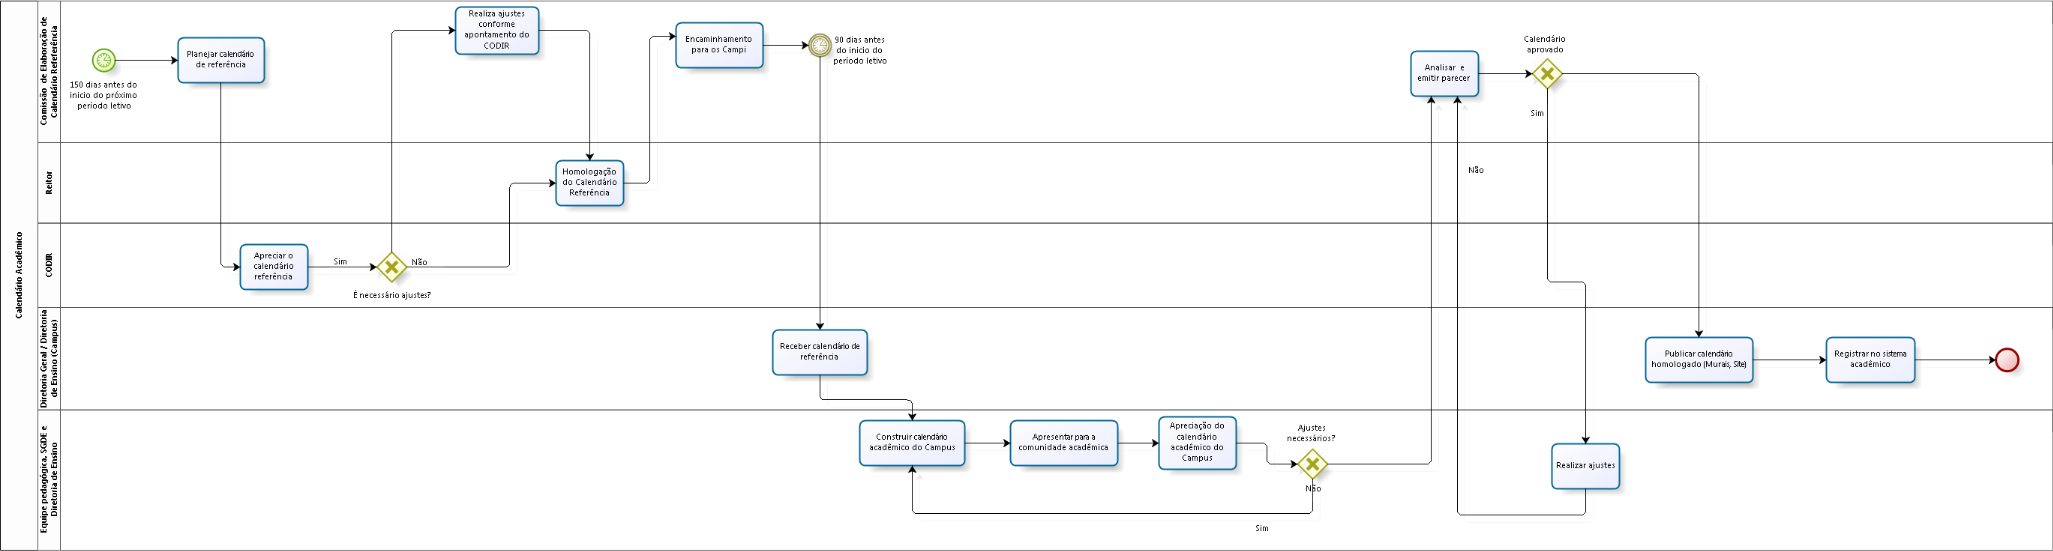 Calendário Acadêmico
Comissão de Elaboração de
Calendário Referência
150 dias antes do
inicio do próximo
periodo letivo
Planejar calendário
de referência
Realiza ajustes
conforme
apontamento do
CODIR
Encaminhamento
para os Campi
90 dias antes
do inicio do
período letivo
Analisar e
emitir parecer
Calendário
aprovado
Sim
Reitor
Homologação
do Calendário
Referência
Não
CODIR
Apreciar o
calendário
referência
Sim
Não
É necessário ajustes?
Diretoria Geral / Diretoria
de Ensino (Campus)
Receber calendário de
referência
Publicar calendário
homologado (Murais, Site)
Registrar no sistema
acadêmico
Equipe pedagógica, SGDE e
Diretoria de Ensino
Construir calendário
acadêmico do Campus
Apresentar para a
comunidade acadêmica
Apreciação do
calendário
acadêmico do
Campus
Ajustes
necessários?
Não
Sim
Realizar ajustes